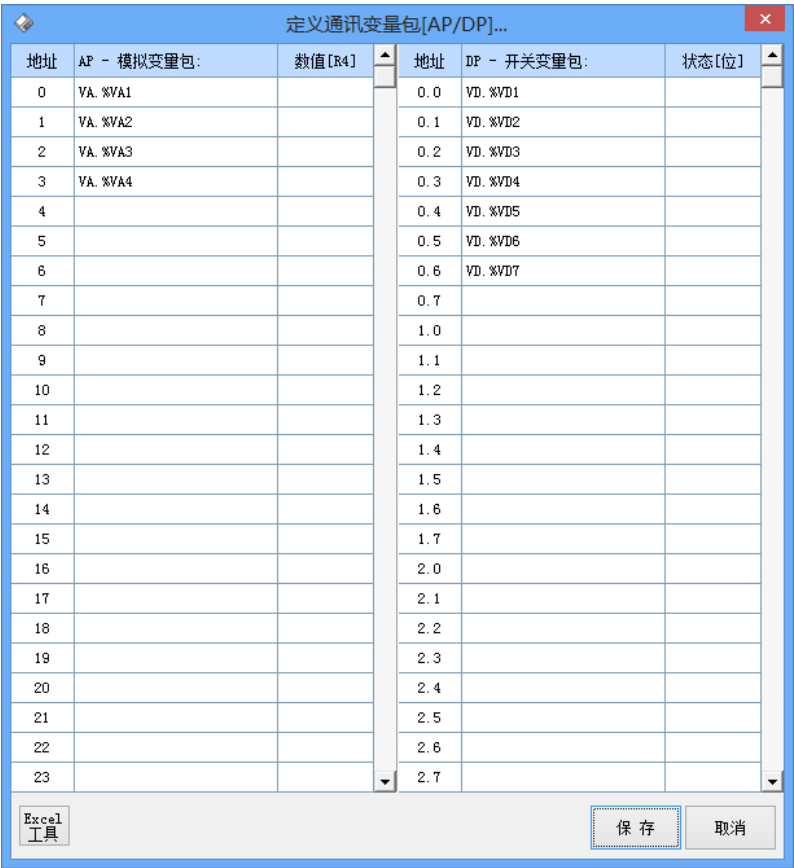 定义通讯变量包[AP/DP]...
地址 AP - 模拟变量包: 数值[R4] 地址 DP - 开关变量包: 状态[位]
0 VA.%VA1 0.0 VD.%VD1
1 VA.%VA2 0.1 VD.%VD2
2 VA.%VA3 0.2 VD.%VD3
3 VA.%VA4 0.3 VD.%VD4
4 0.4 VD.%VD5
5 0.5 VD.%VD6
6 0.6 VD.%VD7
7 0.7
8 1.0
9 1.1
10 1.2
11 1.3
12 1.4
13 1.5
14 1.6
15 1.7
16 2.0
17 2.1
18 2.2
19 2.3
20 2.4
21 2.5
22 2.6
23 2.7
Excel
工具 保存 取消